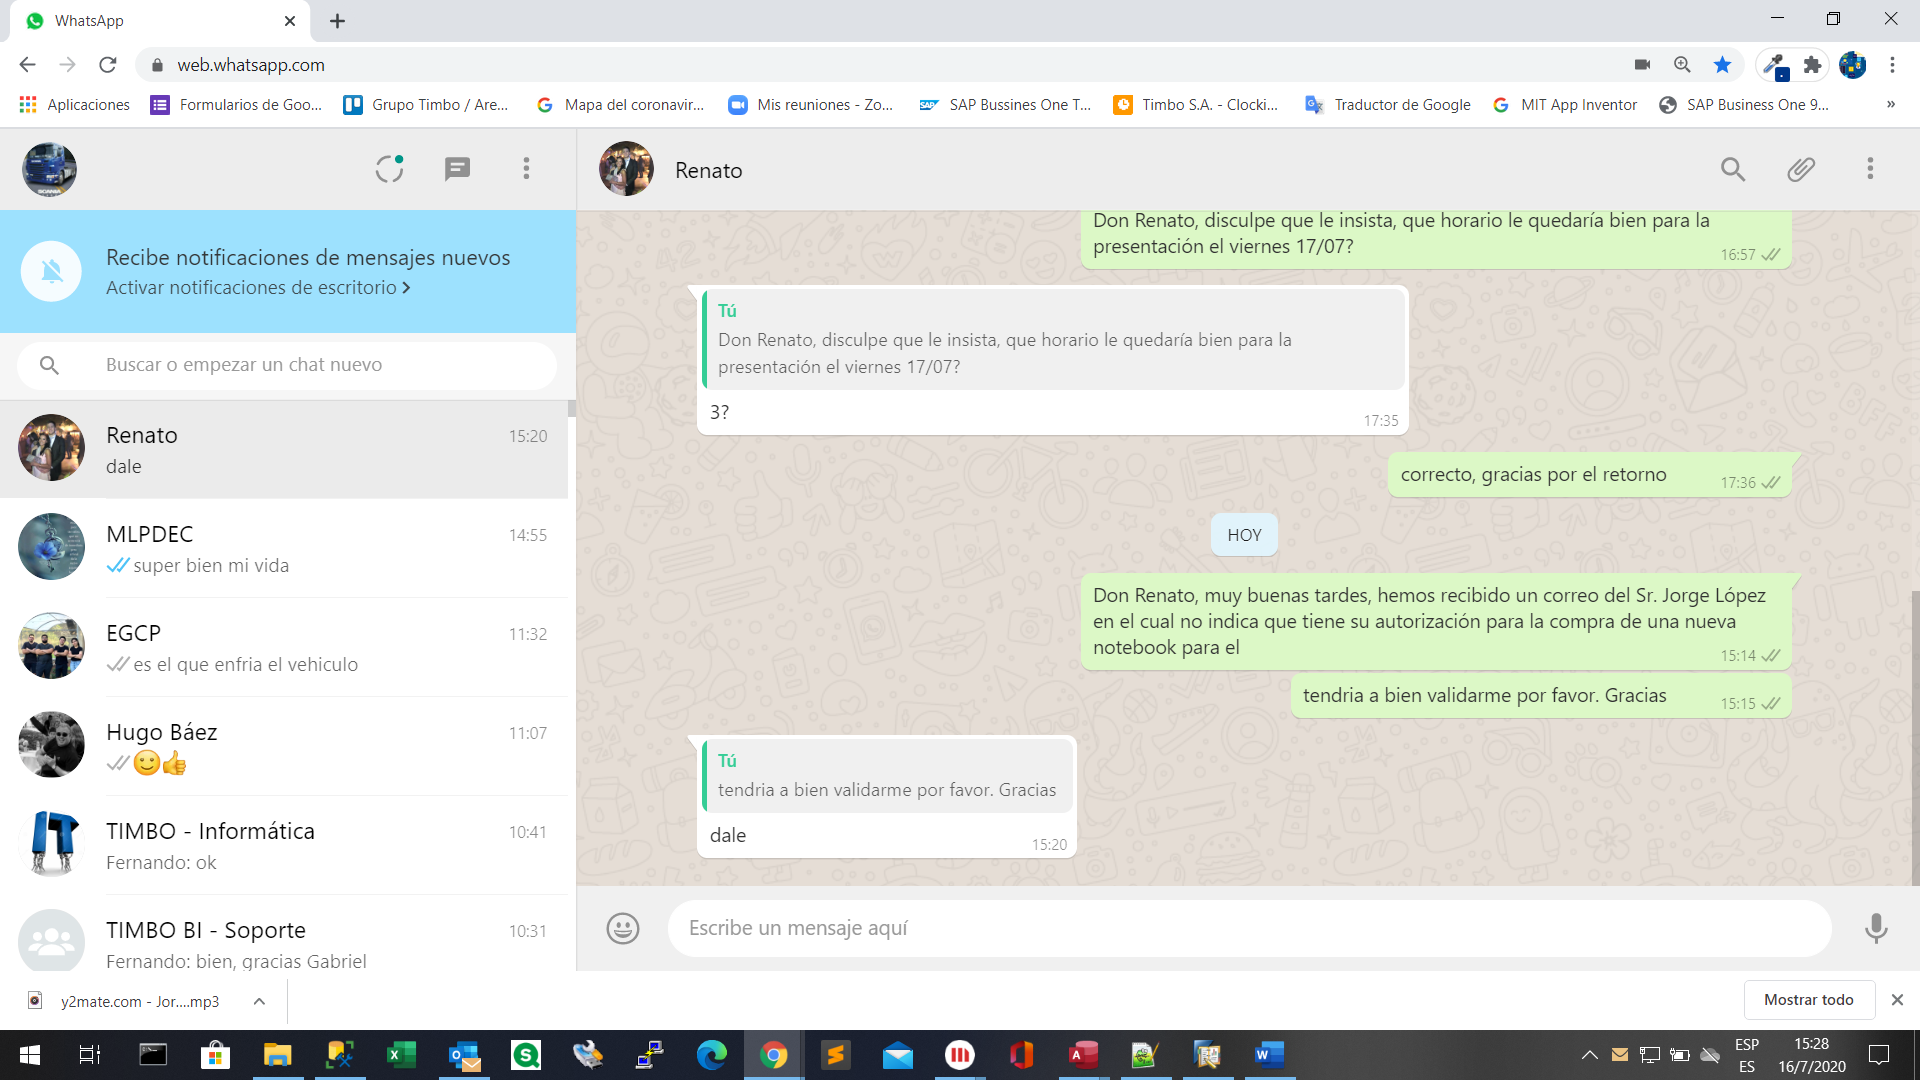 WhatsApp
web.whatsapp.com
Aplicaciones
Formularios de Goo...
Grupo Timbo / Are...
Mapa del coronavir...
Mis reuniones - Zo...
SAP Bussines One T...
Timbo S.A. - Clocki...
Traductor de Google
MIT App Inventor
SAP Business One 9...
»
Recibe notificaciones de mensajes nuevos
Activar notificaciones de escritorio
Buscar o empezar un chat nuevo
Renato 15:20
dale
MLPDEC 14:55
super bien mi vida
EGCP 11:32
es el que enfria el vehiculo
Hugo Báez 11:07
🙂👍
TIMBO - Informática 10:41
Fernando: ok
TIMBO BI - Soporte 10:31
Fernando: bien, gracias Gabriel
Renato
Don Renato, disculpe que le insista, que horario le quedaría bien para la
presentación el viernes 17/07?
16:57
Tú
Don Renato, disculpe que le insista, que horario le quedaría bien para la
presentación el viernes 17/07?
3?
17:35
correcto, gracias por el retorno
17:36
HOY
Don Renato, muy buenas tardes, hemos recibido un correo del Sr. Jorge López
en el cual no indica que tiene su autorización para la compra de una nueva
notebook para el
15:14
tendria a bien validarme por favor. Gracias
15:15
Tú
tendria a bien validarme por favor. Gracias
dale
15:20
Escribe un mensaje aquí
y2mate.com - Jor....mp3
Mostrar todo
ESP
ES
15:28
16/7/2020